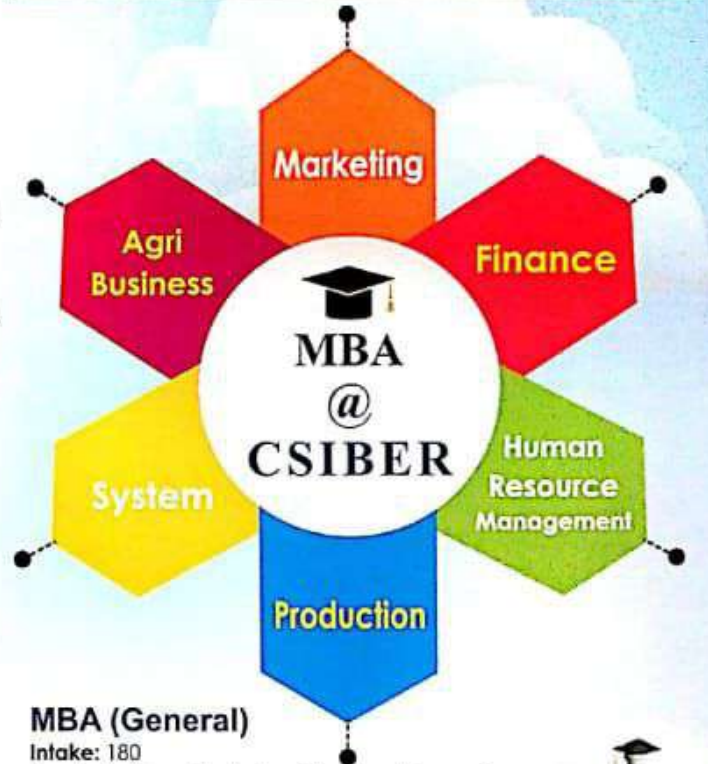 Marketing
Finance
Human
Resource
Management
Production
System
Agri
Business
MBA
@
CSIBER
MBA (General)
Intake: 180